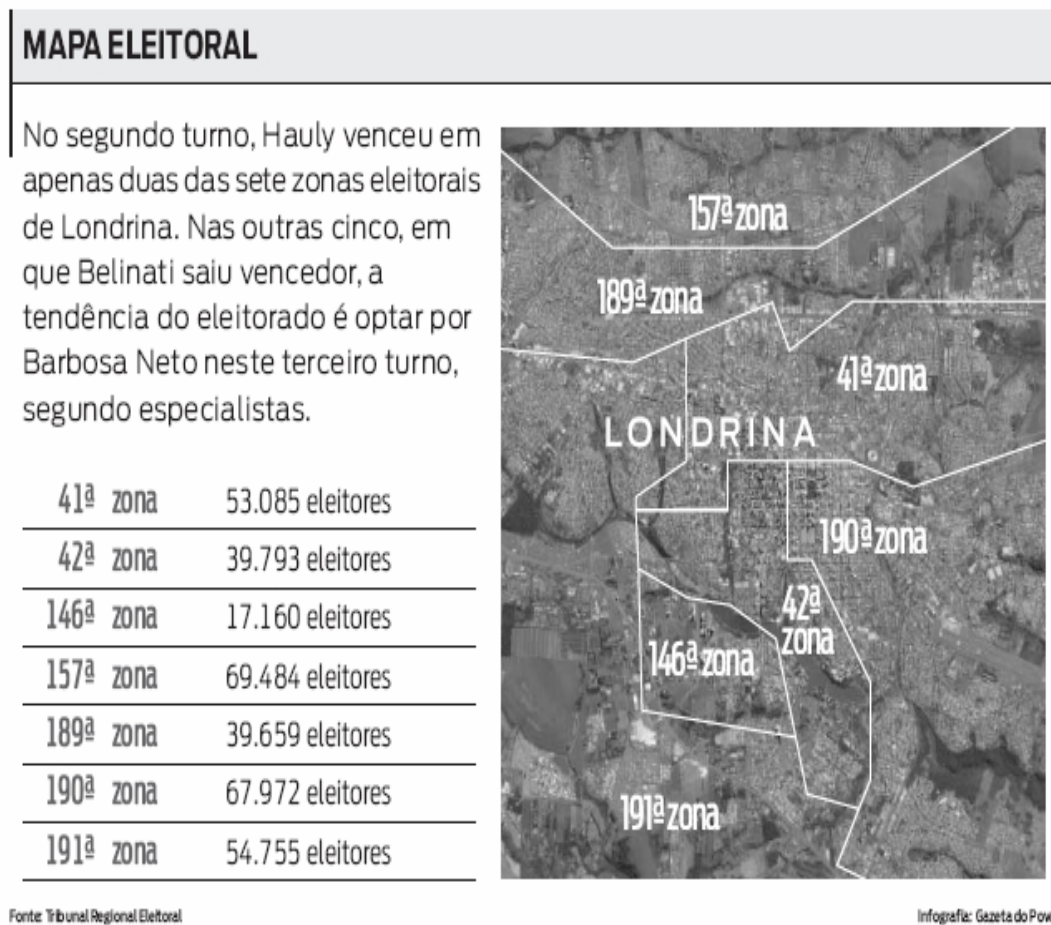 MAPA ELEITORAL
No segundo turno, Hauly venceu em
apenas duas das sete zonas eleitorais
de Londrina. Nas outras cinco, em
que Belinati saiu vencedor, a
tendência do eleitorado é optar por
Barbosa Neto neste terceiro turno,
segundo especialistas.
41ª zona 53.085 eleitores
42ª zona 39.793 eleitores
146ª zona 17.160 eleitores
157ª zona 69.484 eleitores
189ª zona 39.659 eleitores
190ª zona 67.972 eleitores
191ª zona 54.755 eleitores
157ª zona
189ª zona
41ª zona
LONDRINA
190ª zona
42ª
zona
146ª zona
191ª zona
Fonte: Tribunal Regional Eleitoral
Infografia: Gazeta do Pov